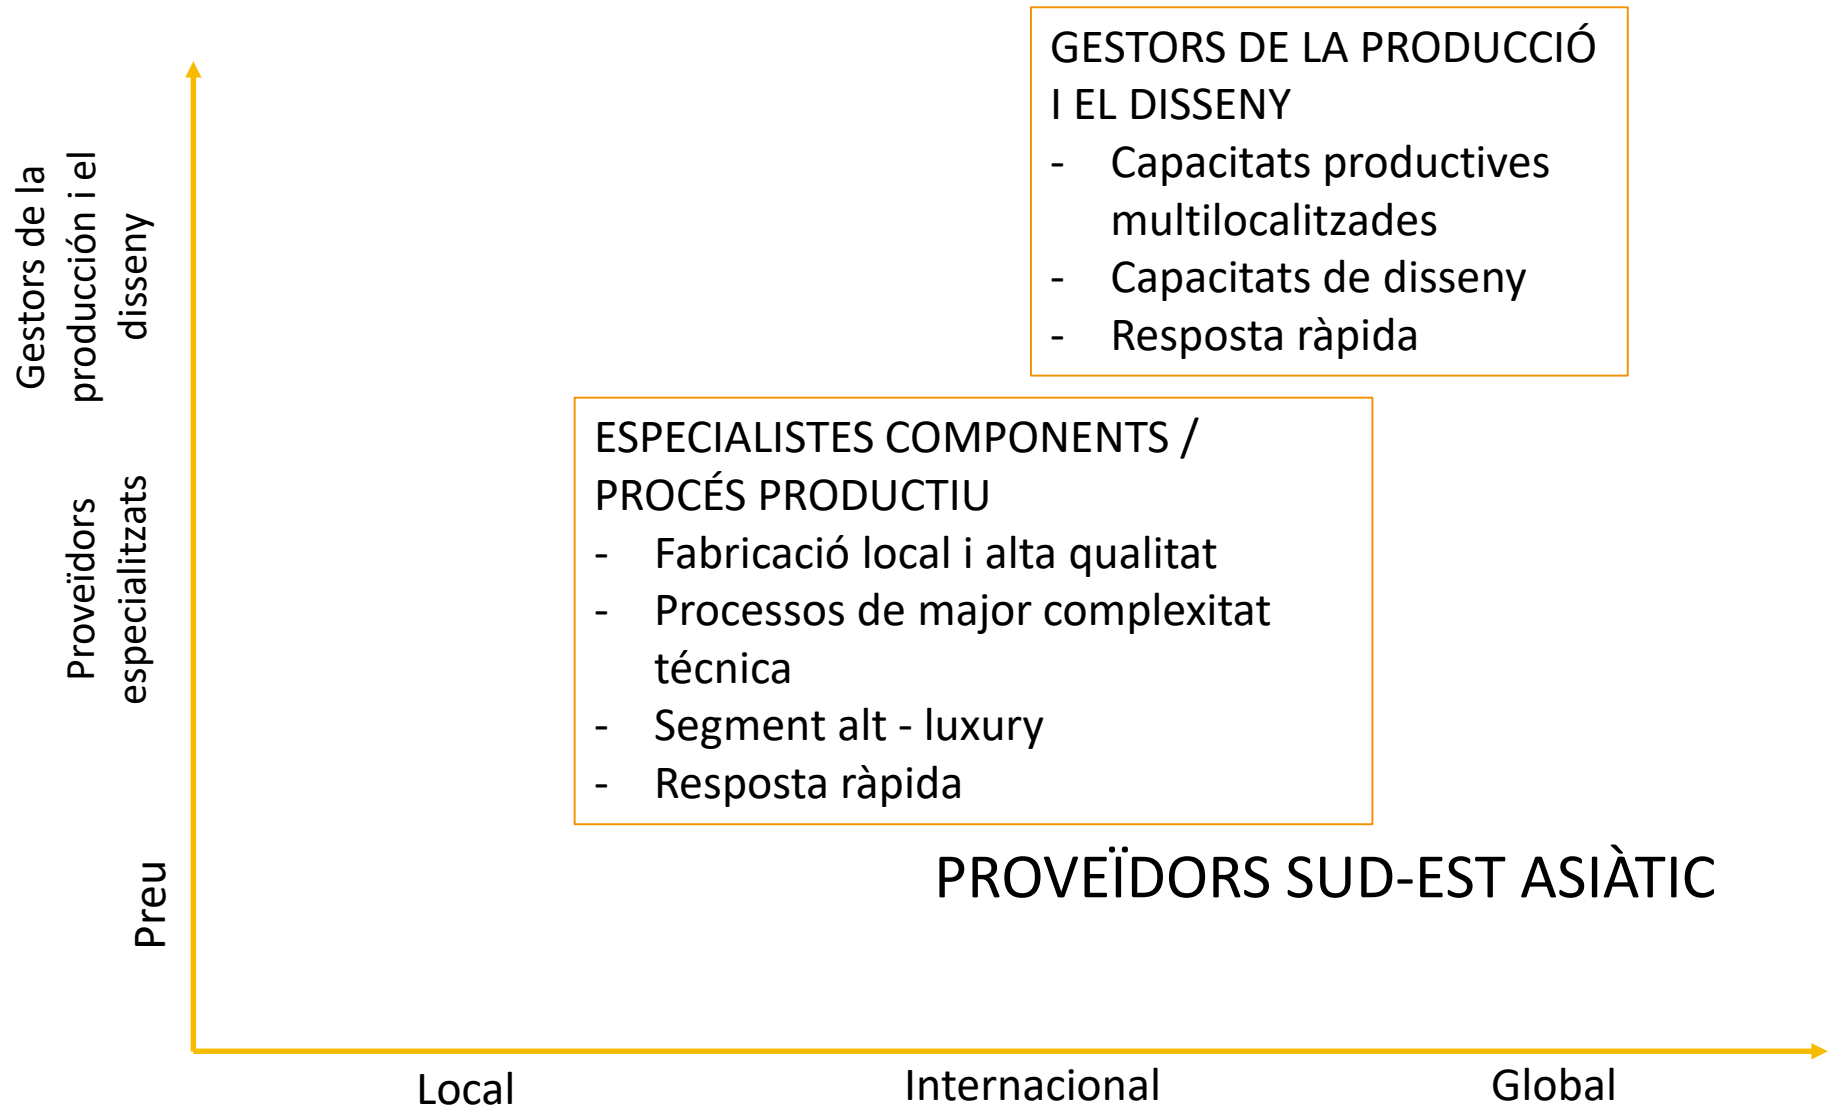 GESTORS DE LA PRODUCCIÓ
I EL DISSENY
- Capacitats productives
multilocalitzades
- Capacitats de disseny
- Resposta ràpida
Gestors de la
producción i el
disseny
ESPECIALISTES COMPONENTS /
PROCÉS PRODUCTIU
- Fabricació local i alta qualitat
- Processos de major complexitat
técnica
- Segment alt - luxury
- Resposta ràpida
Proveïdors
especialitzats
PROVEÏDORS SUD-EST ASIÀTIC
Preu
Local
Internacional
Global